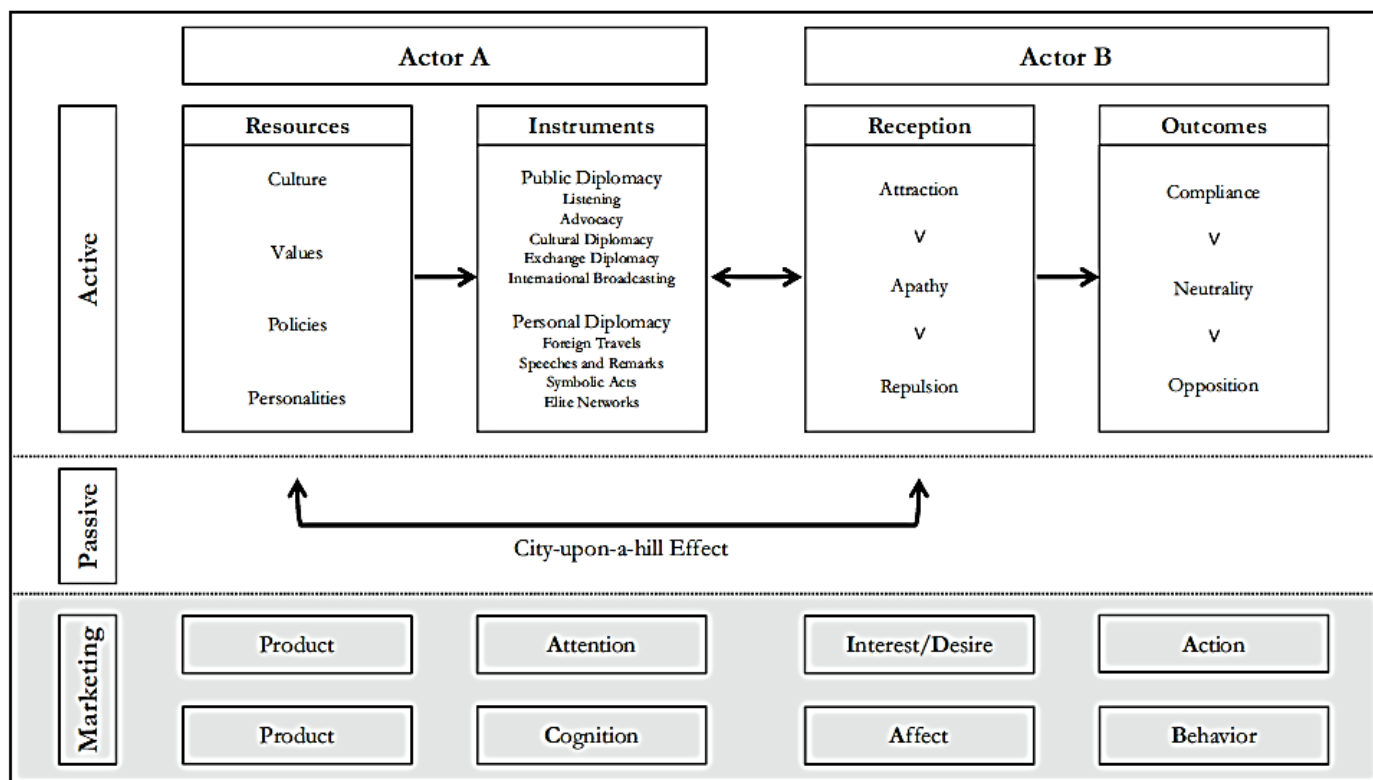 Actor A
Actor B
Active
Resources
Culture
Values
Policies
Personalities
Instruments
Public Diplomacy
Listening
Advocacy
Cultural Diplomacy
Exchange Diplomacy
International Broadcasting
Personal Diplomacy
Foreign Travels
Speeches and Remarks
Symbolic Acts
Elite Networks
Reception
Attraction
v
Apathy
v
Repulsion
Outcomes
Compliance
v
Neutrality
v
Opposition
Passive
City-upon-a-hill Effect
Marketing
Product
Attention
Interest/Desire
Action
Product
Cognition
Affect
Behavior